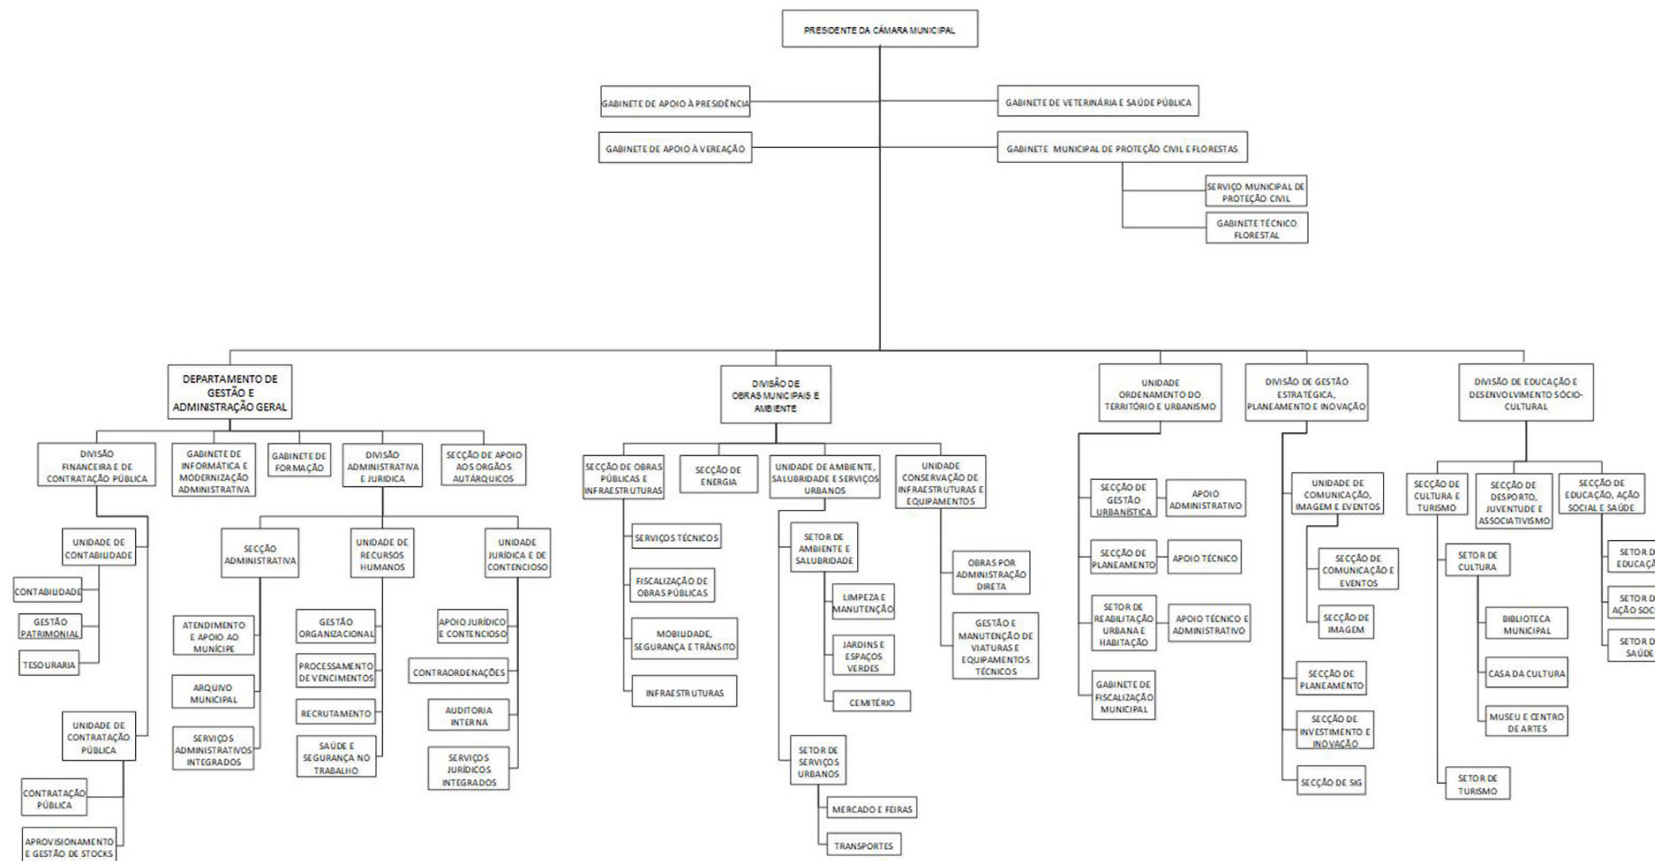 PRESIDENTE DA CÂMARA MUNICIPAL
GABINETE DE APOIO À PRESIDÊNCIA
GABINETE DE VETERINÁRIA E SAÚDE PÚBLICA
GABINETE DE APOIO À VEREAÇÃO
GABINETE MUNICIPAL DE PROTEÇÃO CIVIL E FLORESTAS
SERVIÇO MUNICIPAL DE
PROTEÇÃO CIVIL
GABINETE TÉCNICO
FLORESTAL
DEPARTAMENTO DE
GESTÃO E
ADMINISTRAÇÃO GERAL
DIVISÃO
FINANCEIRA E DE
CONTRATAÇÃO PÚBLICA
GABINETE DE
INFORMÁTICA E
MODERNIZAÇÃO
ADMINISTRATIVA
GABINETE DE
FORMAÇÃO
DIVISÃO
ADMINISTRATIVA
E JURIDICA
SECÇÃO DE APOIO
AOS ORGÃOS
AUTÁRQUICOS
UNIDADE DE
CONTABILIDADE
CONTABILIDADE
GESTÃO
PATRIMONIAL
TESOURARIA
UNIDADE DE
CONTRATAÇÃO
PÚBLICA
CONTRATAÇÃO
PÚBLICA
APROVISIONAMENTO
E GESTÃO DE STOCKS
SECÇÃO
ADMINISTRATIVA
ATENDIMENTO
E APOIO AO
MUNÍCIPE
ARQUIVO
MUNICIPAL
SERVIÇOS
ADMINISTRATIVOS
INTEGRADOS
UNIDADE DE
RECURSOS
HUMANOS
GESTÃO
ORGANIZACIONAL
PROCESSAMENTO
DE VENCIMENTOS
RECRUTAMENTO
SAÚDE E
SEGURANÇA NO
TRABALHO
UNIDADE
JURÍDICA E DE
CONTENCIOSO
APOIO JURÍDICO
E CONTENCIOSO
CONTRAORDENAÇÕES
AUDITORIA
INTERNA
SERVIÇOS
JURÍDICOS
INTEGRADOS
DIVISÃO DE
OBRAS MUNICIPAIS E
AMBIENTE
SECÇÃO DE OBRAS
PÚBLICAS E
INFRAESTRUTURAS
SERVIÇOS TÉCNICOS
FISCALIZAÇÃO DE
OBRAS PÚBLICAS
MOBILIDADE,
SEGURANÇA E TRÂNSITO
INFRAESTRUTURAS
SECÇÃO DE
ENERGIA
UNIDADE DE AMBIENTE,
SALUBRIDADE E SERVIÇOS
URBANOS
SETOR DE
AMBIENTE E
SALUBRIDADE
LIMPEZA E
MANUTENÇÃO
JARDINS E
ESPAÇOS
VERDES
CEMITÉRIO
SETOR DE
SERVIÇOS
URBANOS
MERCADO E FEIRAS
TRANSPORTES
UNIDADE
CONSERVAÇÃO DE
INFRAESTRUTURAS E
EQUIPAMENTOS
OBRAS POR
ADMINISTRAÇÃO
DIRETA
GESTÃO E
MANUTENÇÃO DE
VIATURAS E
EQUIPAMENTOS
TÉCNICOS
UNIDADE
ORDENAMENTO DO
TERRITÓRIO E URBANISMO
SECÇÃO DE
GESTÃO
URBANÍSTICA
APOIO
ADMINISTRATIVO
SECÇÃO DE
PLANEAMENTO
APOIO TÉCNICO
SETOR DE
REABILITAÇÃO
URBANA E
HABITAÇÃO
APOIO TÉCNICO E
ADMINISTRATIVO
GABINETE DE
FISCALIZAÇÃO
MUNICIPAL
DIVISÃO DE GESTÃO
ESTRATÉGICA,
PLANEAMENTO E INOVAÇÃO
UNIDADE DE
COMUNICAÇÃO,
IMAGEM E EVENTOS
SECÇÃO DE
COMUNICAÇÃO E
EVENTOS
SECÇÃO DE
IMAGEM
SECÇÃO DE
PLANEAMENTO
SECÇÃO DE
INVESTIMENTO E
INOVAÇÃO
SECÇÃO DE SIG
DIVISÃO DE EDUCAÇÃO E
DESENVOLVIMENTO SÓCIO-
CULTURAL
SECÇÃO DE
CULTURA E
TURISMO
SECÇÃO DE
DESPORTO,
JUVENTUDE E
ASSOCIATIVISMO
SECÇÃO DE
EDUCAÇÃO, AÇÃO
SOCIAL E SAÚDE
SETOR DE
CULTURA
BIBLIOTECA
MUNICIPAL
CASA DA CULTURA
MUSEU E CENTRO
DE ARTES
SETOR DE
TURISMO
SETOR DE
EDUCAÇÃ
SETOR D
AÇÃO SOC
SETOR D
SAÚDE